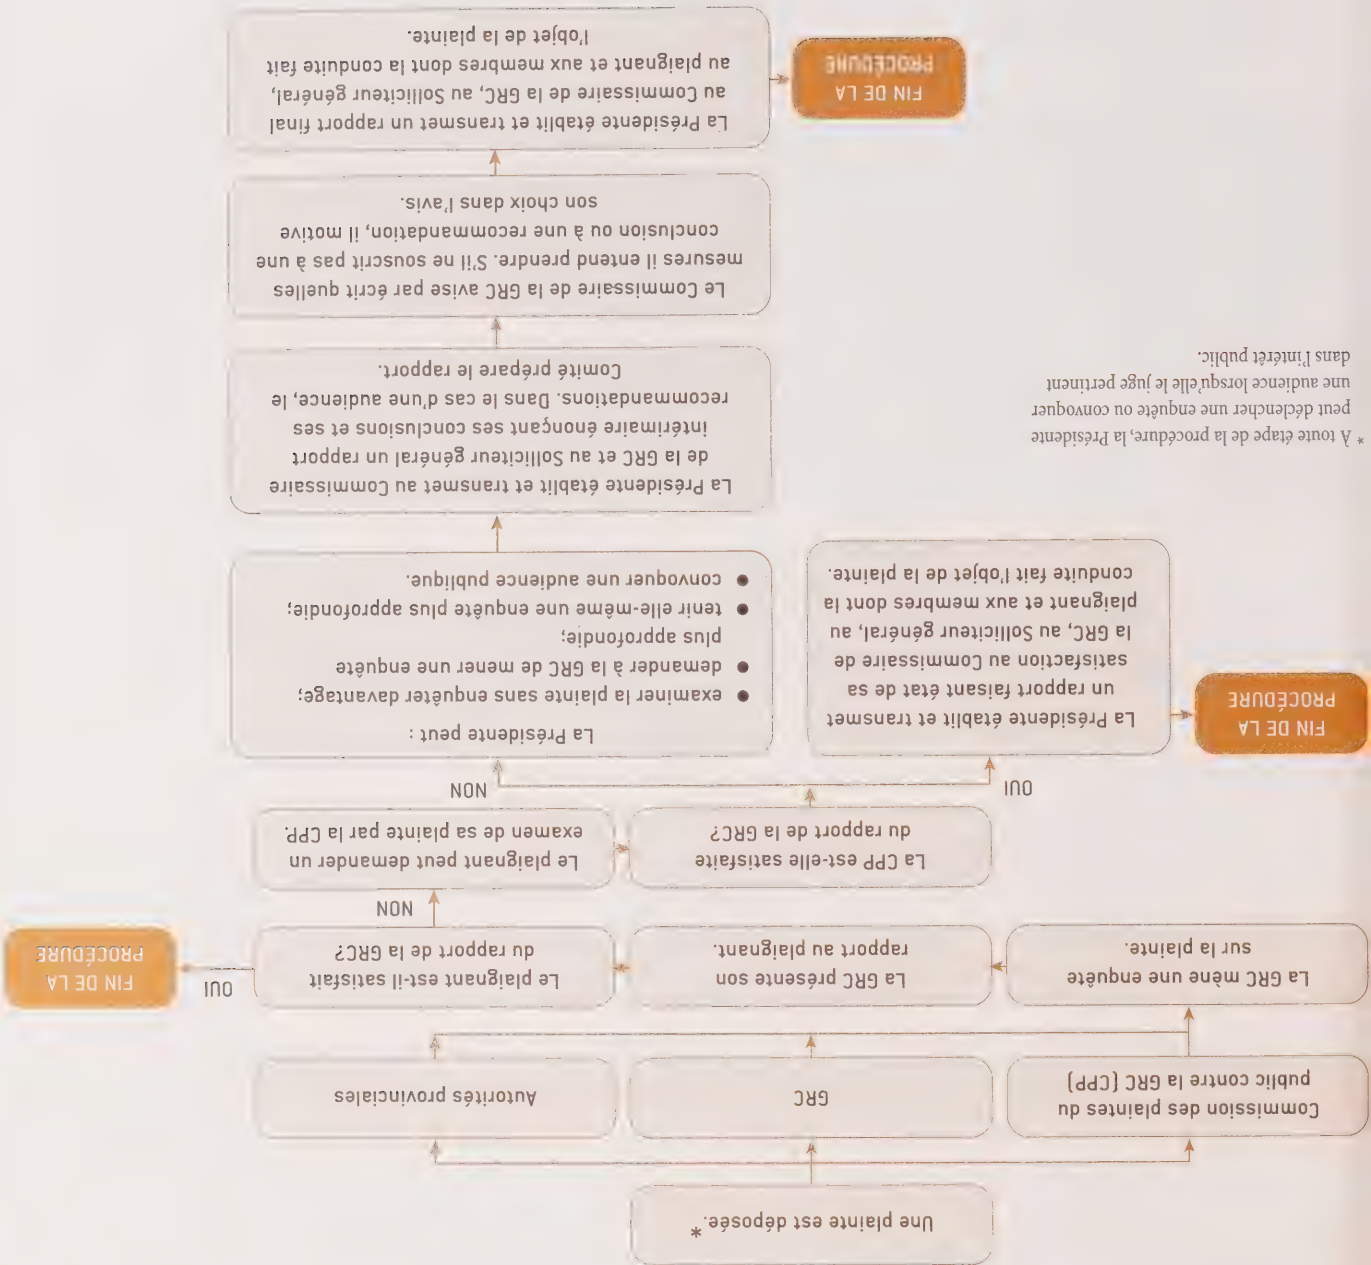 Une plainte est déposée.*
Commission des plaintes du
public contre la GRC (CPP)
GRC
Autorités provinciales
La GRC mène une enquête
sur la plainte.
La GRC présente son
rapport au plaignant.
Le plaignant est-il satisfait
du rapport de la GRC?
OUI
FIN DE LA
PROCÉDURE
NON
La CPP est-elle satisfaite
du rapport de la GRC?
Le plaignant peut demander un
examen de sa plainte par la CPP.
OUI
NON
FIN DE LA
PROCÉDURE
La Présidente établit et transmet
un rapport faisant état de sa
satisfaction au Commissaire de
la GRC, au Solliciteur général, au
plaignant et aux membres dont la
conduite fait l'objet de la plainte.
La Présidente peut :
• examiner la plainte sans enquêter davantage;
• demander à la GRC de mener une enquête
plus approfondie;
• tenir elle-même une enquête plus approfondie;
• convoquer une audience publique.
La Présidente établit et transmet au Commissaire
de la GRC et au Solliciteur général un rapport
intérimaire énonçant ses conclusions et ses
recommandations. Dans le cas d'une audience, le
Comité prépare le rapport.
* À toute étape de la procédure, la Présidente
peut déclencher une enquête ou convoquer
une audience lorsqu'elle le juge pertinent
dans l'intérêt public.
Le Commissaire de la GRC avise par écrit quelles
mesures il entend prendre. S'il ne souscrit pas à une
conclusion ou à une recommandation, il motive
son choix dans l'avis.
La Présidente établit et transmet un rapport final
au Commissaire de la GRC, au Solliciteur général,
au plaignant et aux membres dont la conduite fait
l'objet de la plainte.
FIN DE LA
PROCÉDURE